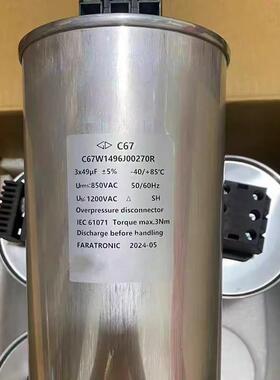 C67
C67W1496J00270R
3x49μF ±5% -40/+85℃
Urms:850VAC 50/60Hz
Us:1200VAC △ SH
Overpressure disconnector
IEC 61071 Torque max.3Nm
Discharge before handling
FARATRONIC 2024-05